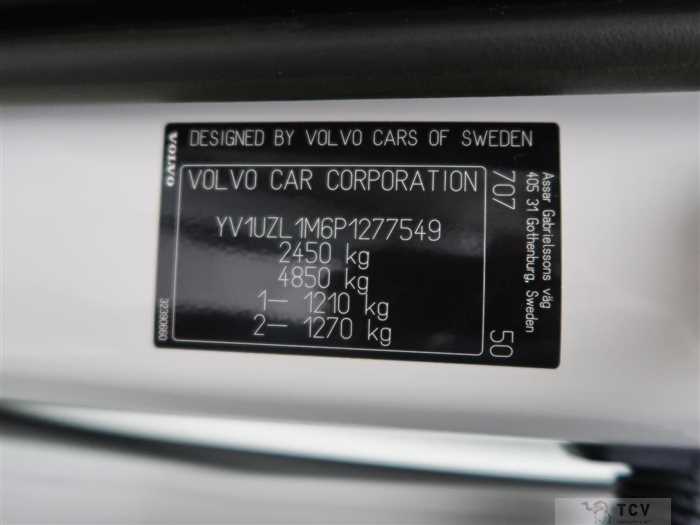 VOLVO
DESIGNED BY VOLVO CARS OF SWEDEN
VOLVO CAR CORPORATION
YV1UZL1M6P1277549
2450 kg
4850 kg
1– 1210 kg
2– 1270 kg
707
50
Assar Gabrielssons väg
405 31 Gothenburg, Sweden
32390660
TCV